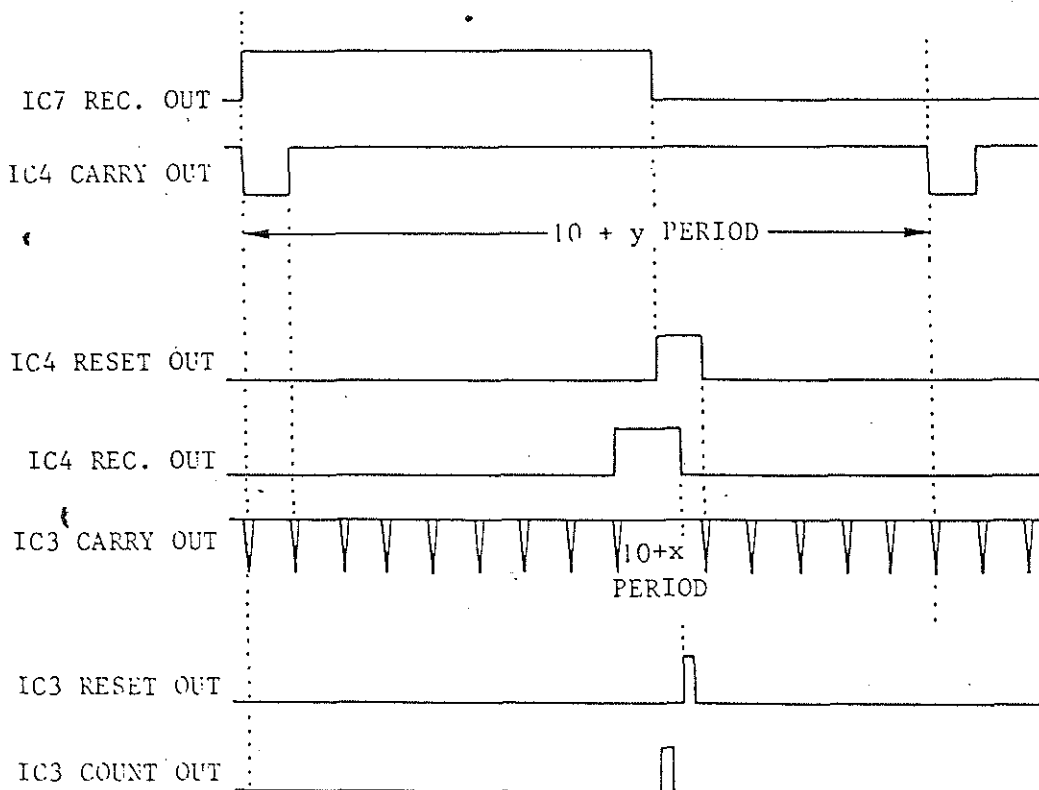 IC7 REC. OUT
IC4 CARRY OUT
10 + y PERIOD
IC4 RESET OUT
IC4 REC. OUT
IC3 CARRY OUT
10+x
PERIOD
IC3 RESET OUT
IC3 COUNT OUT